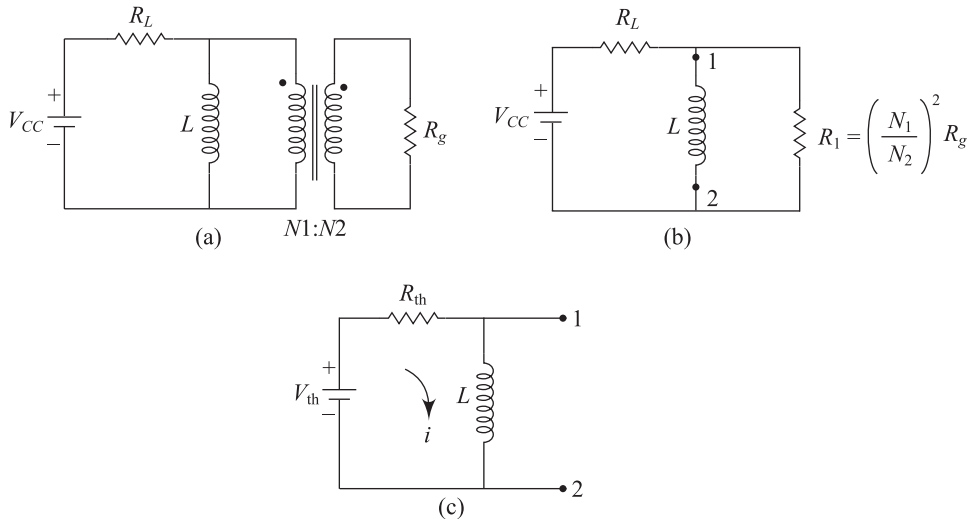 R_L
+
V_CC
−
L
R_g
N1:N2
(a)
R_L
1
+
V_CC
−
L
2
R_1 = (N_1/N_2)^2 R_g
(b)
R_th
1
+
V_th
−
L
i
2
(c)